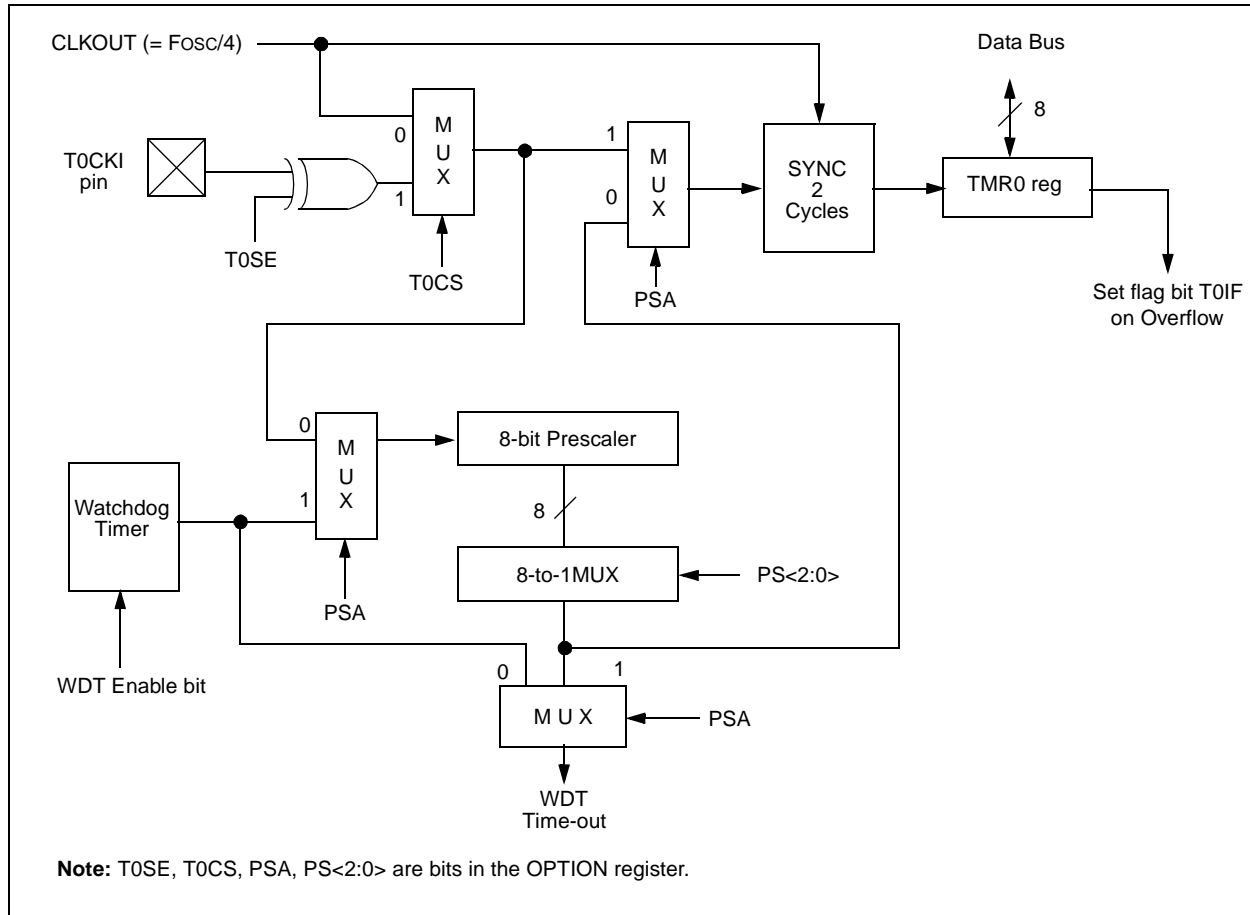 CLKOUT (= FOSC/4)
Data Bus
8
T0CKI
pin
T0SE
0
1
M
U
X
T0CS
1
0
M
U
X
PSA
SYNC
2
Cycles
TMR0 reg
Set flag bit T0IF
on Overflow
0
1
M
U
X
PSA
8-bit Prescaler
8
8-to-1MUX
PS<2:0>
Watchdog
Timer
WDT Enable bit
0
1
M U X
PSA
WDT
Time-out
Note: T0SE, T0CS, PSA, PS<2:0> are bits in the OPTION register.